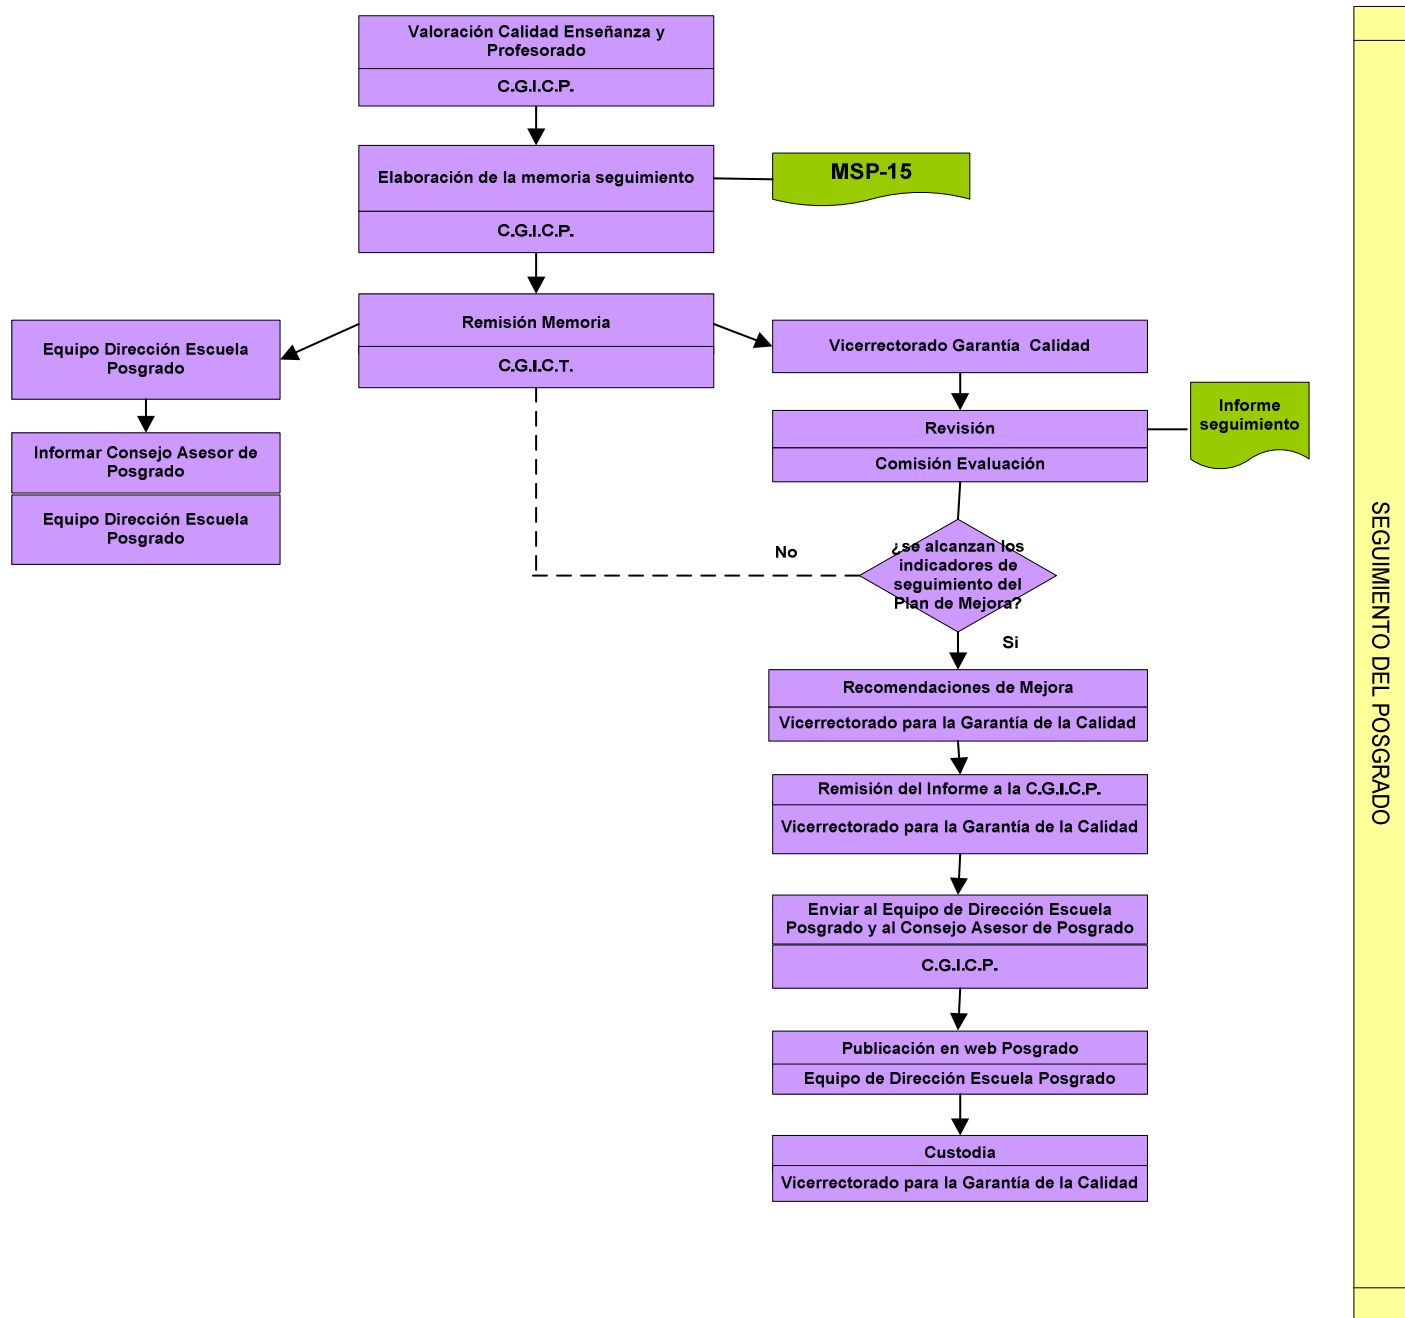 Valoración Calidad Enseñanza y
Profesorado
C.G.I.C.P.
Elaboración de la memoria seguimiento
C.G.I.C.P.
MSP-15
Remisión Memoria
C.G.I.C.T.
Equipo Dirección Escuela
Posgrado
Informar Consejo Asesor de
Posgrado
Equipo Dirección Escuela
Posgrado
Vicerrectorado Garantía  Calidad
Revisión
Comisión Evaluación
Informe
seguimiento
¿se alcanzan los
indicadores de
seguimiento del
Plan de Mejora?
No
Si
Recomendaciones de Mejora
Vicerrectorado para la Garantía de la Calidad
Remisión del Informe a la C.G.I.C.P.
Vicerrectorado para la Garantía de la Calidad
Enviar al Equipo de Dirección Escuela
Posgrado y al Consejo Asesor de Posgrado
C.G.I.C.P.
Publicación en web Posgrado
Equipo de Dirección Escuela Posgrado
Custodia
Vicerrectorado para la Garantía de la Calidad
SEGUIMIENTO DEL POSGRADO